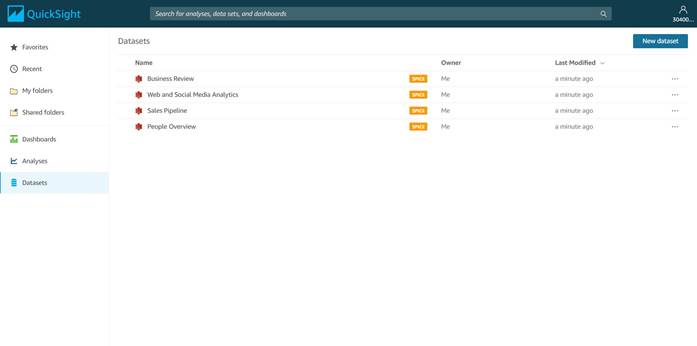 QuickSight
Search for analyses, data sets, and dashboards
30400...
Favorites
Recent
My folders
Shared folders
Dashboards
Analyses
Datasets
Datasets
New dataset
Name Owner Last Modified
Business Review SPICE Me a minute ago ...
Web and Social Media Analytics SPICE Me a minute ago ...
Sales Pipeline SPICE Me a minute ago ...
People Overview SPICE Me a minute ago ...